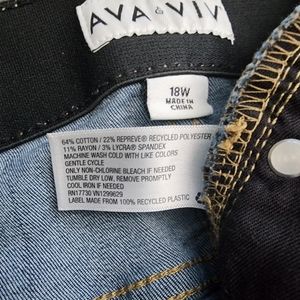 AVA & VIV
18W
MADE IN
CHINA
64% COTTON / 22% REPREVE® RECYCLED POLYESTER
11% RAYON / 3% LYCRA® SPANDEX
MACHINE WASH COLD WITH LIKE COLORS
GENTLE CYCLE
ONLY NON-CHLORINE BLEACH IF NEEDED
TUMBLE DRY LOW, REMOVE PROMPTLY
COOL IRON IF NEEDED
RN17730 VN1299629
LABEL MADE FROM 100% RECYCLED PLASTIC